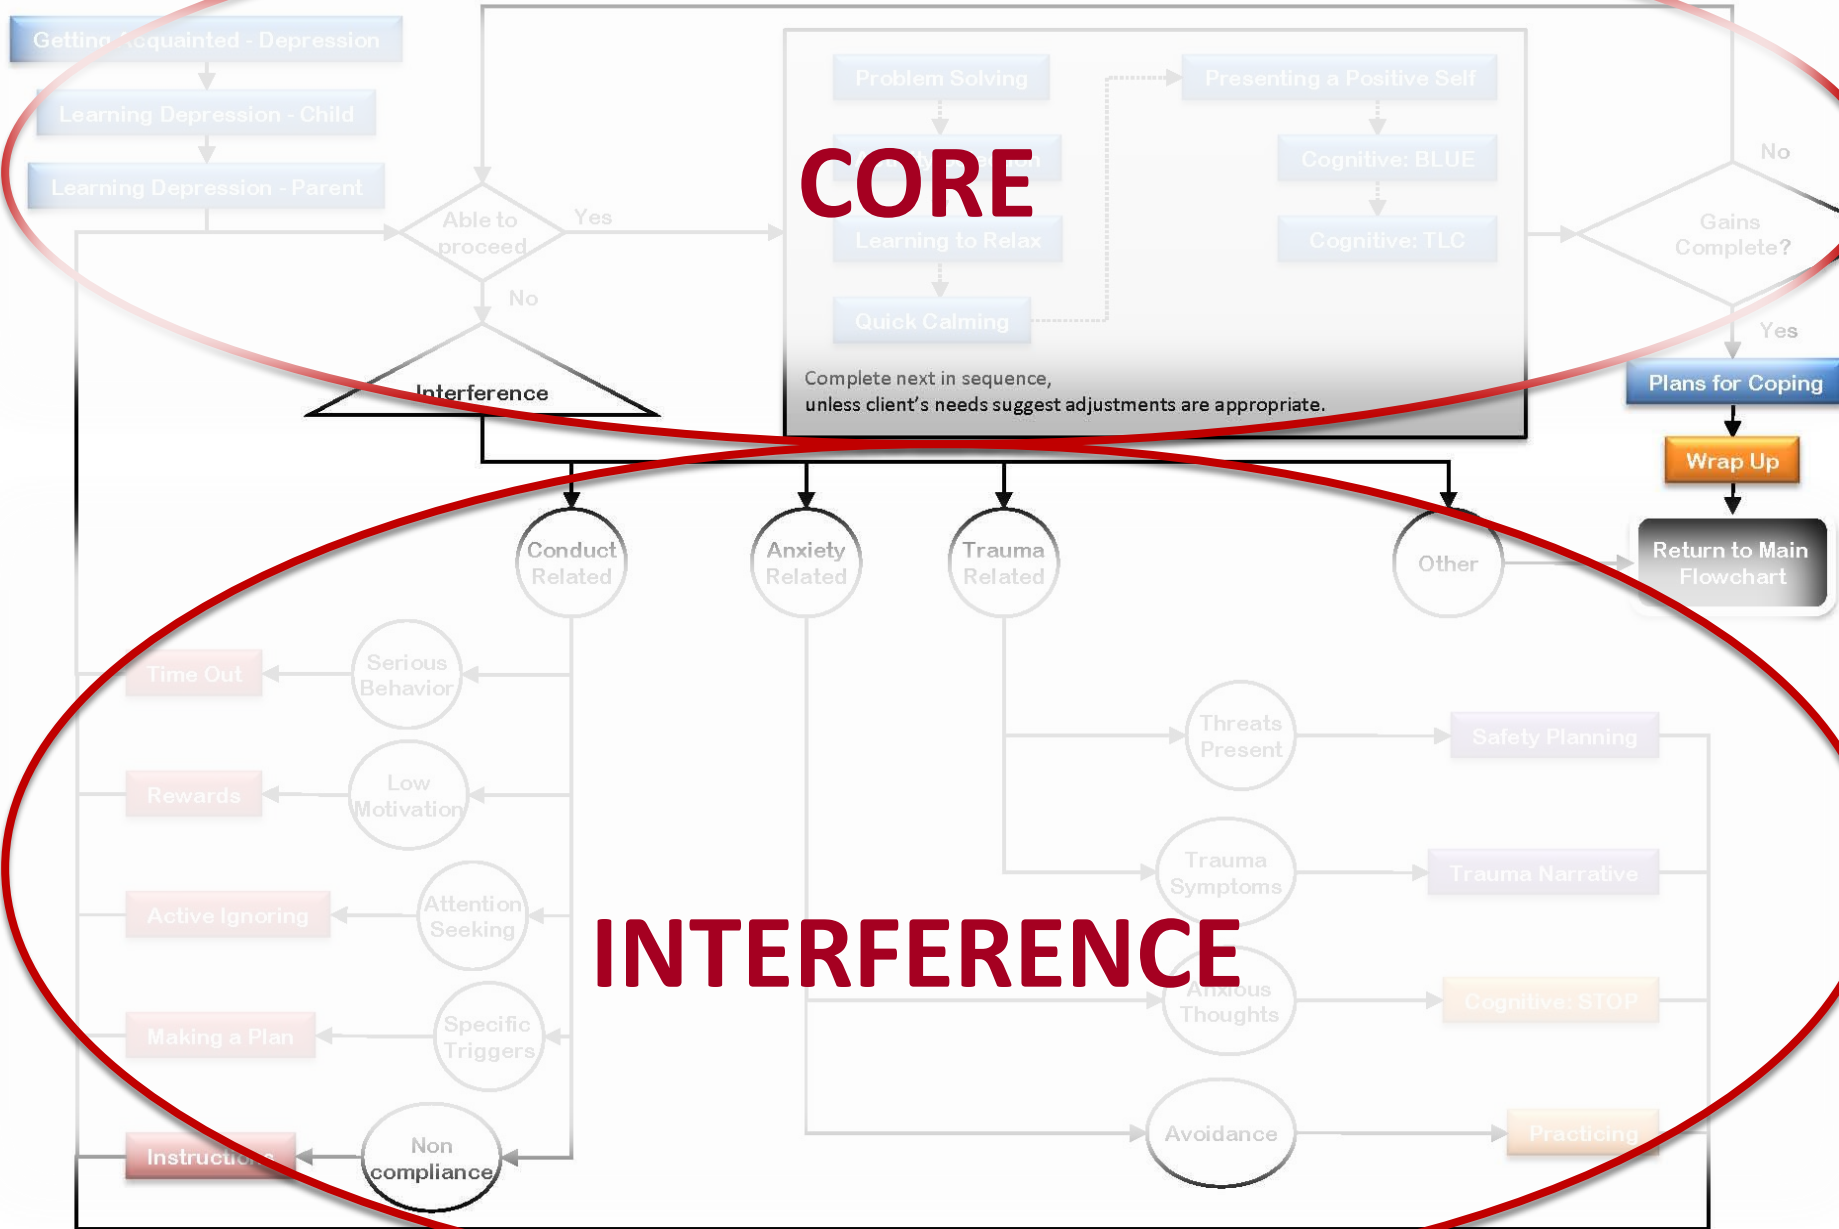 Getting Acquainted - Depression
Learning Depression - Child
Learning Depression - Parent
Able to
proceed
Yes
No
Interference
Problem Solving
CORE
Learning to Relax
Quick Calming
Presenting a Positive Self
Cognitive: BLUE
Cognitive: TLC
Complete next in sequence,
unless client's needs suggest adjustments are appropriate.
No
Gains
Complete?
Yes
Plans for Coping
Wrap Up
Return to Main
Flowchart
Conduct
Related
Anxiety
Related
Trauma
Related
Other
Time Out
Serious
Behavior
Rewards
Low
Motivation
Active Ignoring
Attention
Seeking
Making a Plan
Specific
Triggers
Instructions
Non
compliance
INTERFERENCE
Threats
Present
Safety Planning
Trauma
Symptoms
Trauma Narrative
Anxious
Thoughts
Cognitive: STOP
Avoidance
Practicing